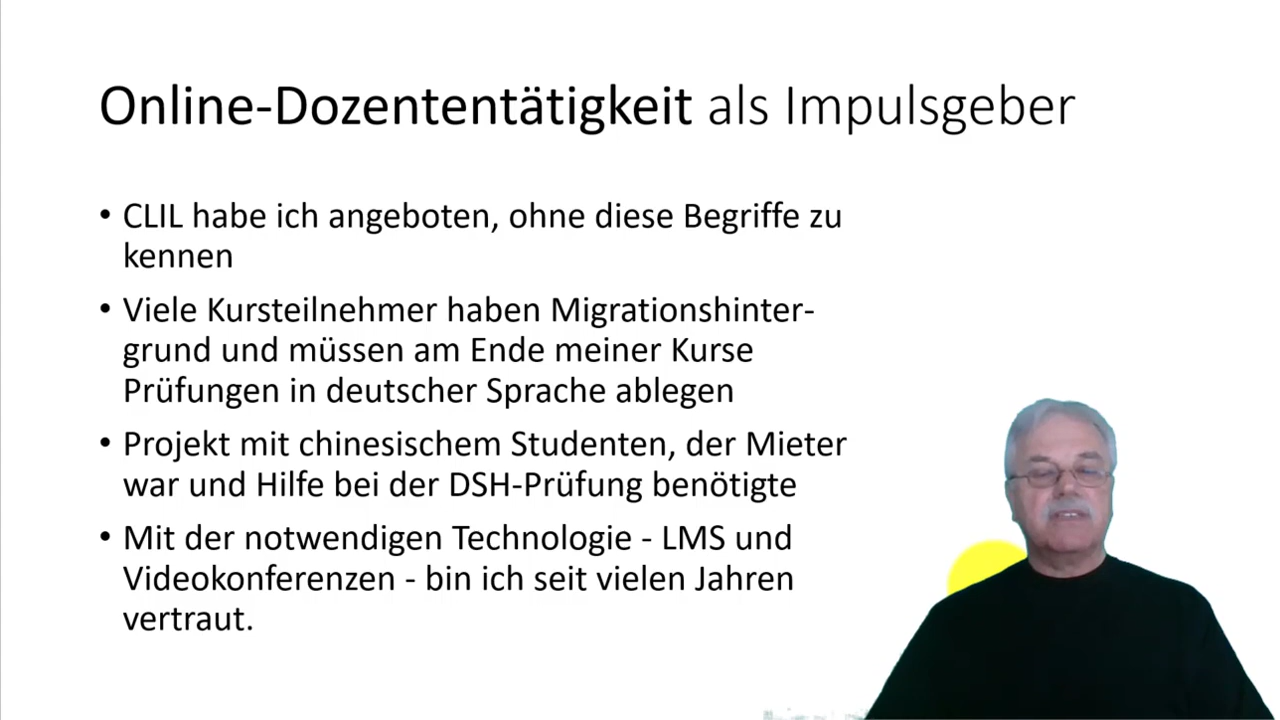 Online-Dozententätigkeit als Impulsgeber
• CLIL habe ich angeboten, ohne diese Begriffe zu
kennen
• Viele Kursteilnehmer haben Migrationshinter-
grund und müssen am Ende meiner Kurse
Prüfungen in deutscher Sprache ablegen
• Projekt mit chinesischem Studenten, der Mieter
war und Hilfe bei der DSH-Prüfung benötigte
• Mit der notwendigen Technologie - LMS und
Videokonferenzen - bin ich seit vielen Jahren
vertraut.